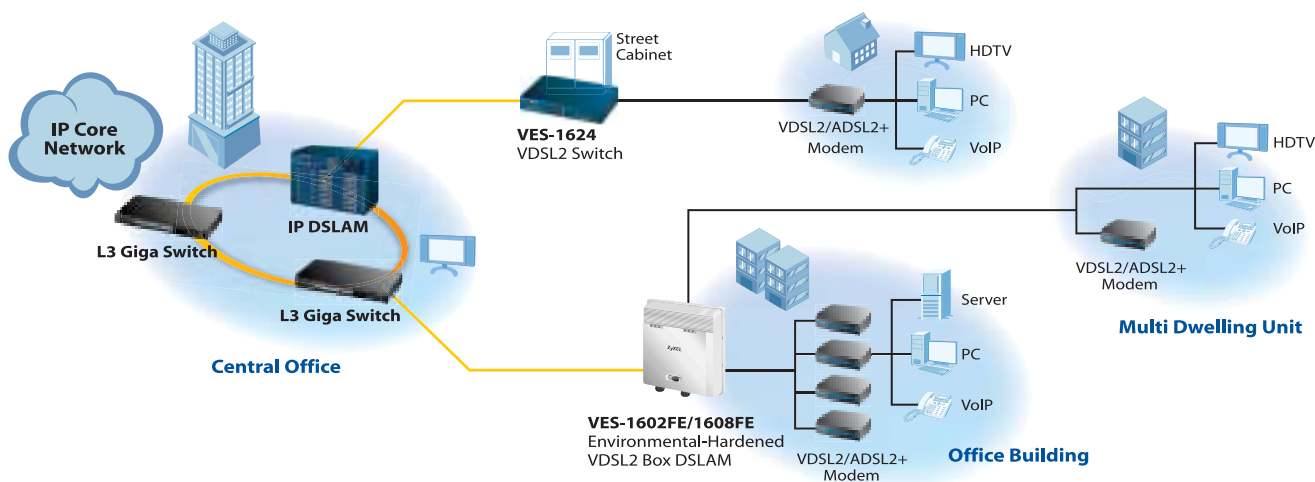 IP Core
Network
L3 Giga Switch
IP DSLAM
L3 Giga Switch
Central Office
Street
Cabinet
VES-1624
VDSL2 Switch
VDSL2/ADSL2+
Modem
HDTV
PC
VoIP
HDTV
PC
VoIP
VDSL2/ADSL2+
Modem
Multi Dwelling Unit
ZyXEL
VES-1602FE/1608FE
Environmental-Hardened
VDSL2 Box DSLAM
Server
PC
VoIP
VDSL2/ADSL2+
Modem
Office Building